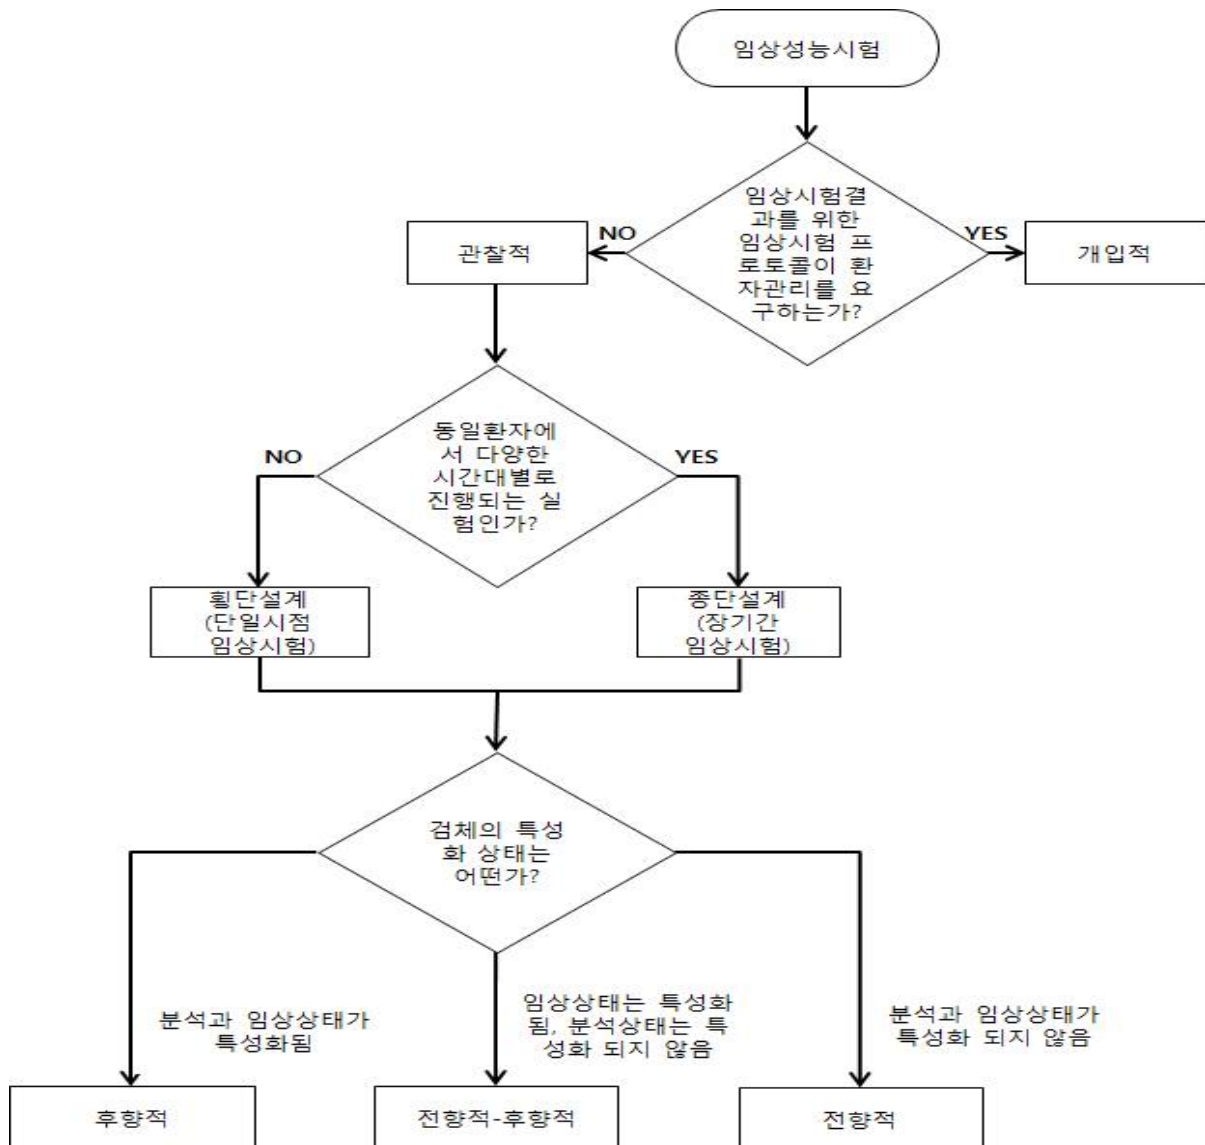 임상성능시험
임상시험결
과를 위한
임상시험 프
로토콜이 환
자관리를 요
구하는가?
NO
YES
관찰적
개입적
동일환자에
서 다양한
시간대별로
진행되는 실
험인가?
NO
YES
횡단설계
(단일시점
임상시험)
종단설계
(장기간
임상시험)
검체의 특성
화 상태는
어떤가?
분석과 임상상태가
특성화됨
임상상태는 특성화
됨, 분석상태는 특
성화 되지 않음
분석과 임상상태가
특성화 되지 않음
후향적
전향적-후향적
전향적